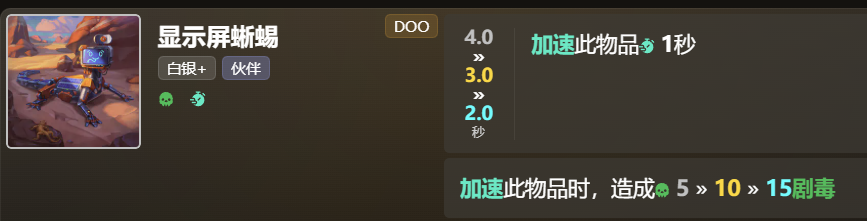 显示屏蜥蜴
DOO
白银+
伙伴
4.0
»
3.0
»
2.0
秒
加速此物品 1秒
加速此物品时，造成 5 » 10 » 15剧毒